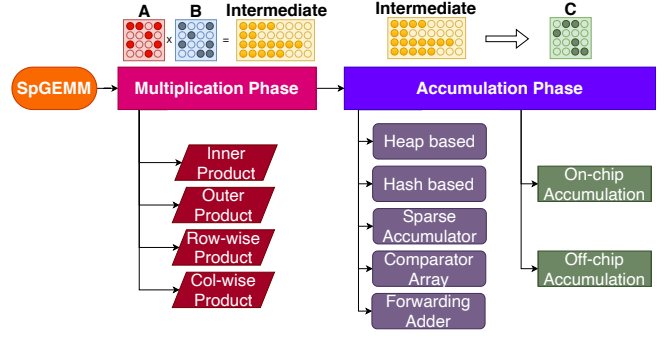 A
B
Intermediate
Intermediate
C
x
=
SpGEMM
Multiplication Phase
Accumulation Phase
Inner
Product
Outer
Product
Row-wise
Product
Col-wise
Product
Heap based
Hash based
Sparse
Accumulator
Comparator
Array
Forwarding
Adder
On-chip
Accumulation
Off-chip
Accumulation